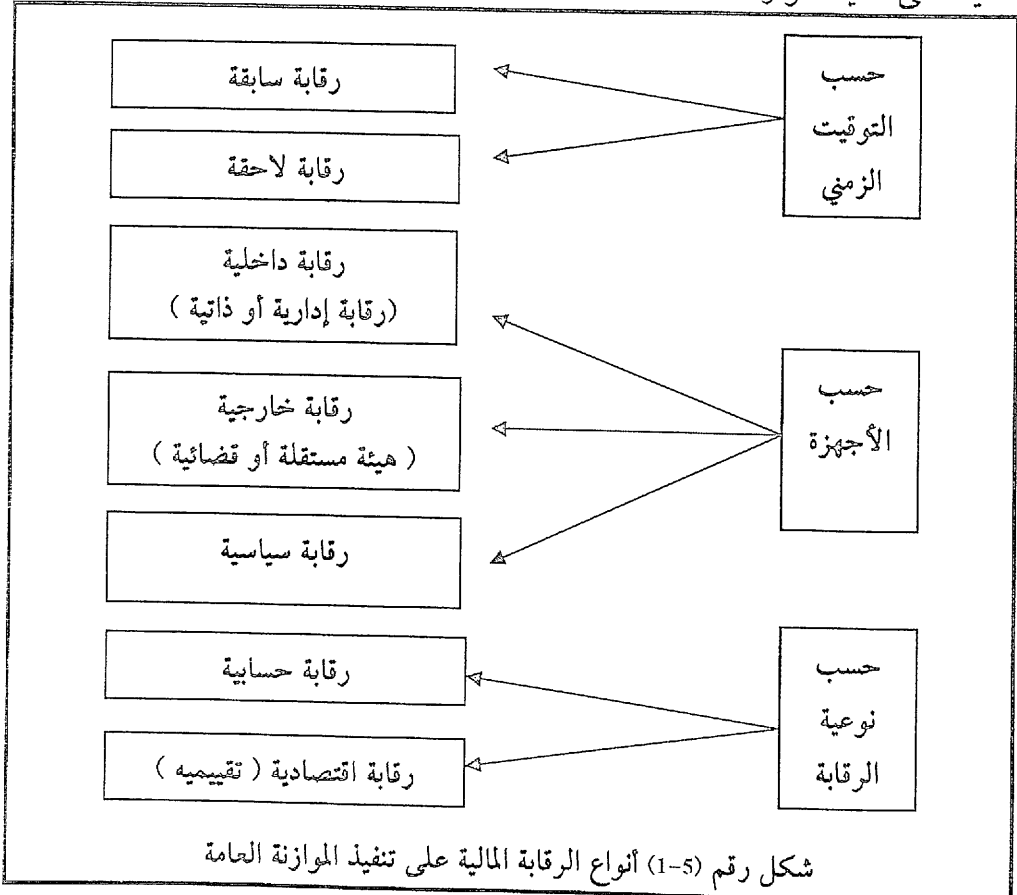 حسب
التوقيت
الزمني
رقابة سابقة
رقابة لاحقة
حسب
الأجهزة
رقابة داخلية
(رقابة إدارية أو ذاتية )
رقابة خارجية
( هيئة مستقلة أو قضائية )
رقابة سياسية
حسب
نوعية
الرقابة
رقابة حسابية
رقابة اقتصادية ( تقييميه )
شكل رقم (5-1) أنواع الرقابة المالية على تنفيذ الموازنة العامة